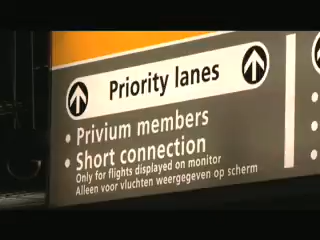 Priority lanes
• Privium members
• Short connection
Only for flights displayed on monitor
Alleen voor vluchten weergegeven op scherm